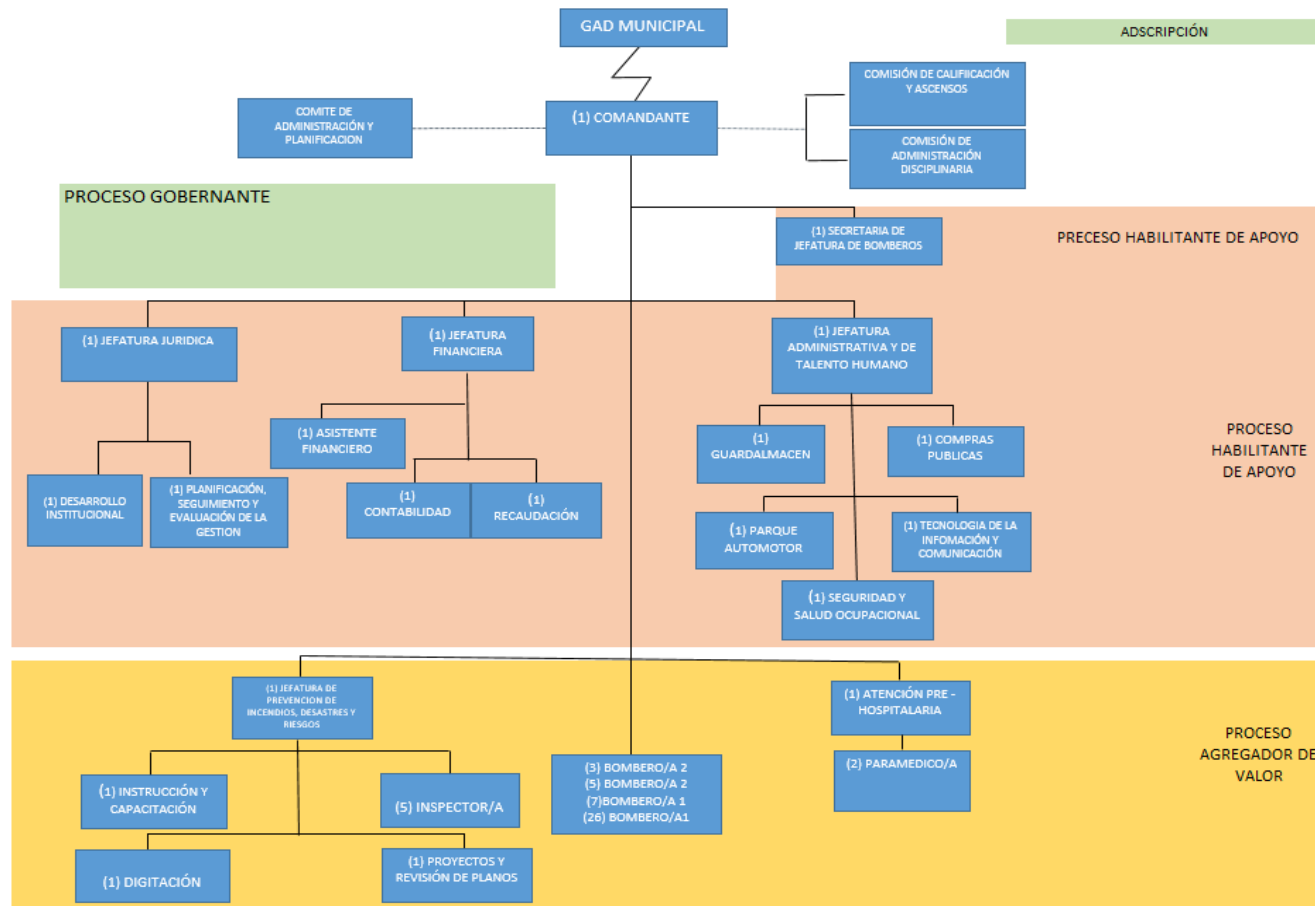 GAD MUNICIPAL
ADSCRIPCIÓN
COMITE DE
ADMINISTRACIÓN Y
PLANIFICACION
(1) COMANDANTE
COMISIÓN DE CALIFIICACIÓN
Y ASCENSOS
COMISIÓN DE
ADMINISTRACIÓN
DISCIPLINARIA
PROCESO GOBERNANTE
(1) SECRETARIA DE
JEFATURA DE BOMBEROS
PRECESO HABILITANTE DE APOYO
(1) JEFATURA JURIDICA
(1) JEFATURA
FINANCIERA
(1) JEFATURA
ADMINISTRATIVA Y DE
TALENTO HUMANO
PROCESO
HABILITANTE
DE APOYO
(1) ASISTENTE
FINANCIERO
(1)
GUARDALMACEN
(1) COMPRAS
PUBLICAS
(1) DESARROLLO
INSTITUCIONAL
(1) PLANIFICACIÓN,
SEGUIMIENTO Y
EVALUACIÓN DE LA
GESTION
(1)
CONTABILIDAD
(1)
RECAUDACIÓN
(1) PARQUE
AUTOMOTOR
(1) TECNOLOGIA DE LA
INFOMACIÓN Y
COMUNICACIÓN
(1) SEGURIDAD Y
SALUD OCUPACIONAL
(1) JEFATURA DE
PREVENCION DE
INCENDIOS, DESASTRES Y
RIESGOS
(1) ATENCIÓN PRE -
HOSPITALARIA
PROCESO
AGREGADOR DE
VALOR
(1) INSTRUCCIÓN Y
CAPACITACIÓN
(5) INSPECTOR/A
(3) BOMBERO/A 2
(5) BOMBERO/A 2
(7)BOMBERO/A 1
(26) BOMBERO/A1
(2) PARAMEDICO/A
(1) DIGITACIÓN
(1) PROYECTOS Y
REVISIÓN DE PLANOS